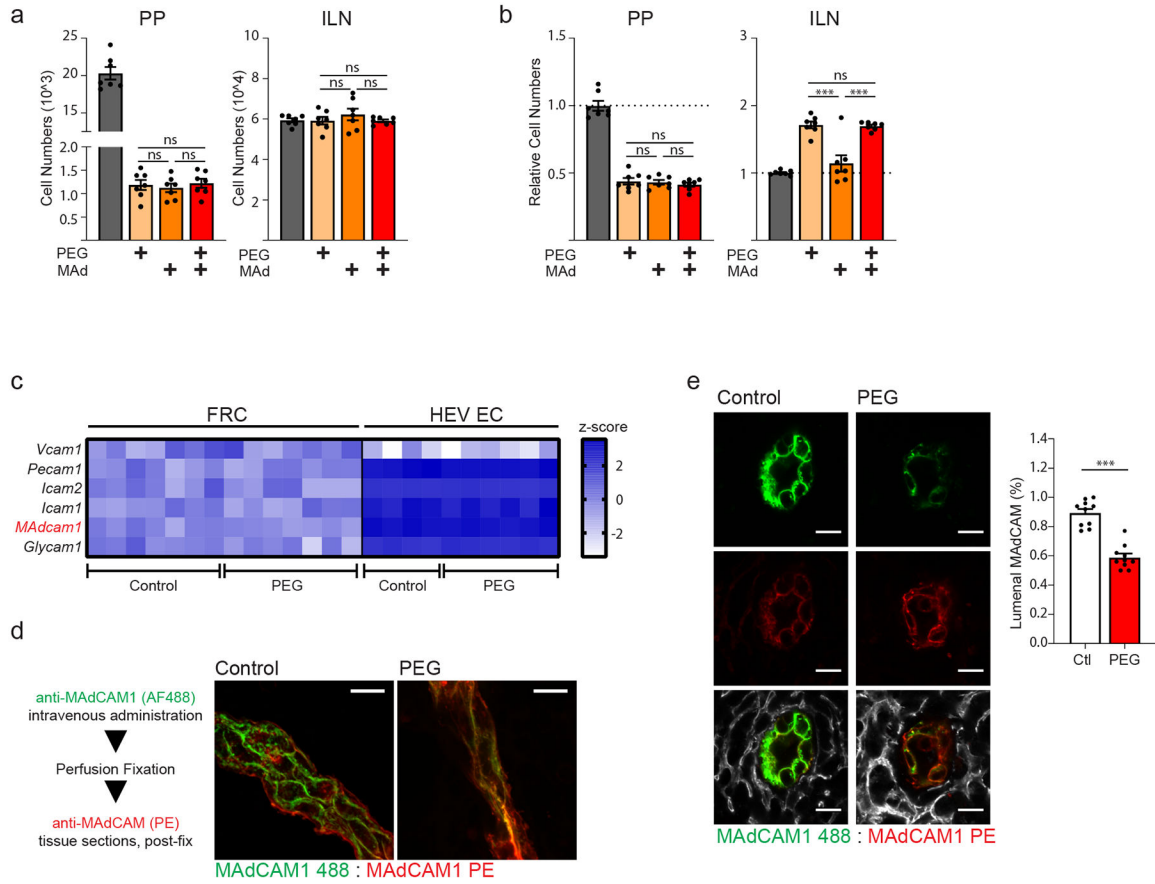 a
PP
ILN
Cell Numbers (10^3)
25
20
15
2.0
1.5
1.0
0.5
ns
ns
ns
Cell Numbers (10^4)
10
8
6
4
2
0
ns
ns
ns
PEG
MAd
+
+
+
+
+
+
+
+
b
PP
ILN
Relative Cell Numbers
1.5
1.0
0.5
0
ns
ns
ns
3
2
1
0
ns
***
***
PEG
MAd
+
+
+
+
+
+
+
+
c
FRC
HEV EC
z-score
Vcam1
Pecam1
Icam2
Icam1
MAdcam1
Glycam1
2
0
-2
Control
PEG
Control
PEG
d
anti-MAdCAM1 (AF488)
intravenous administration
Perfusion Fixation
anti-MAdCAM (PE)
tissue sections, post-fix
Control
PEG
MAdCAM1 488 : MAdCAM1 PE
e
Control
PEG
MAdCAM1 488 : MAdCAM1 PE
Lumenal MAdCAM (%)
1.4
1.2
1.0
0.8
0.6
0.4
0.2
0.0
***
Ctl
PEG